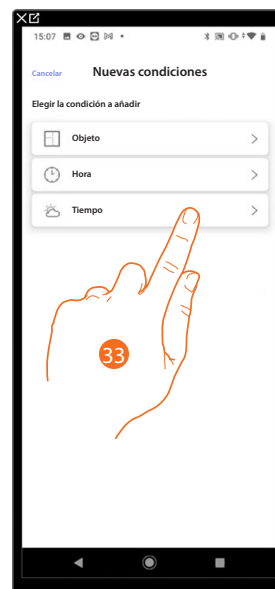 15:07
Cancelar Nuevas condiciones
Elegir la condición a añadir
Objeto
Hora
Tiempo
33